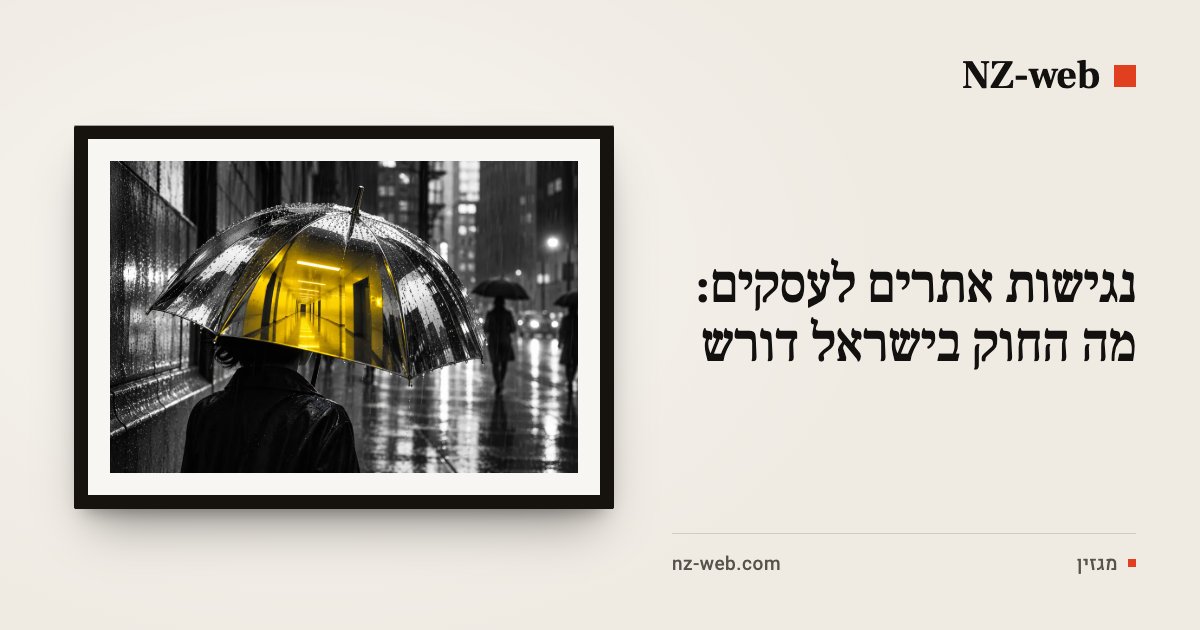 NZ-web
נגישות אתרים לעסקים:
מה החוק בישראל דורש
מגזין
nz-web.com